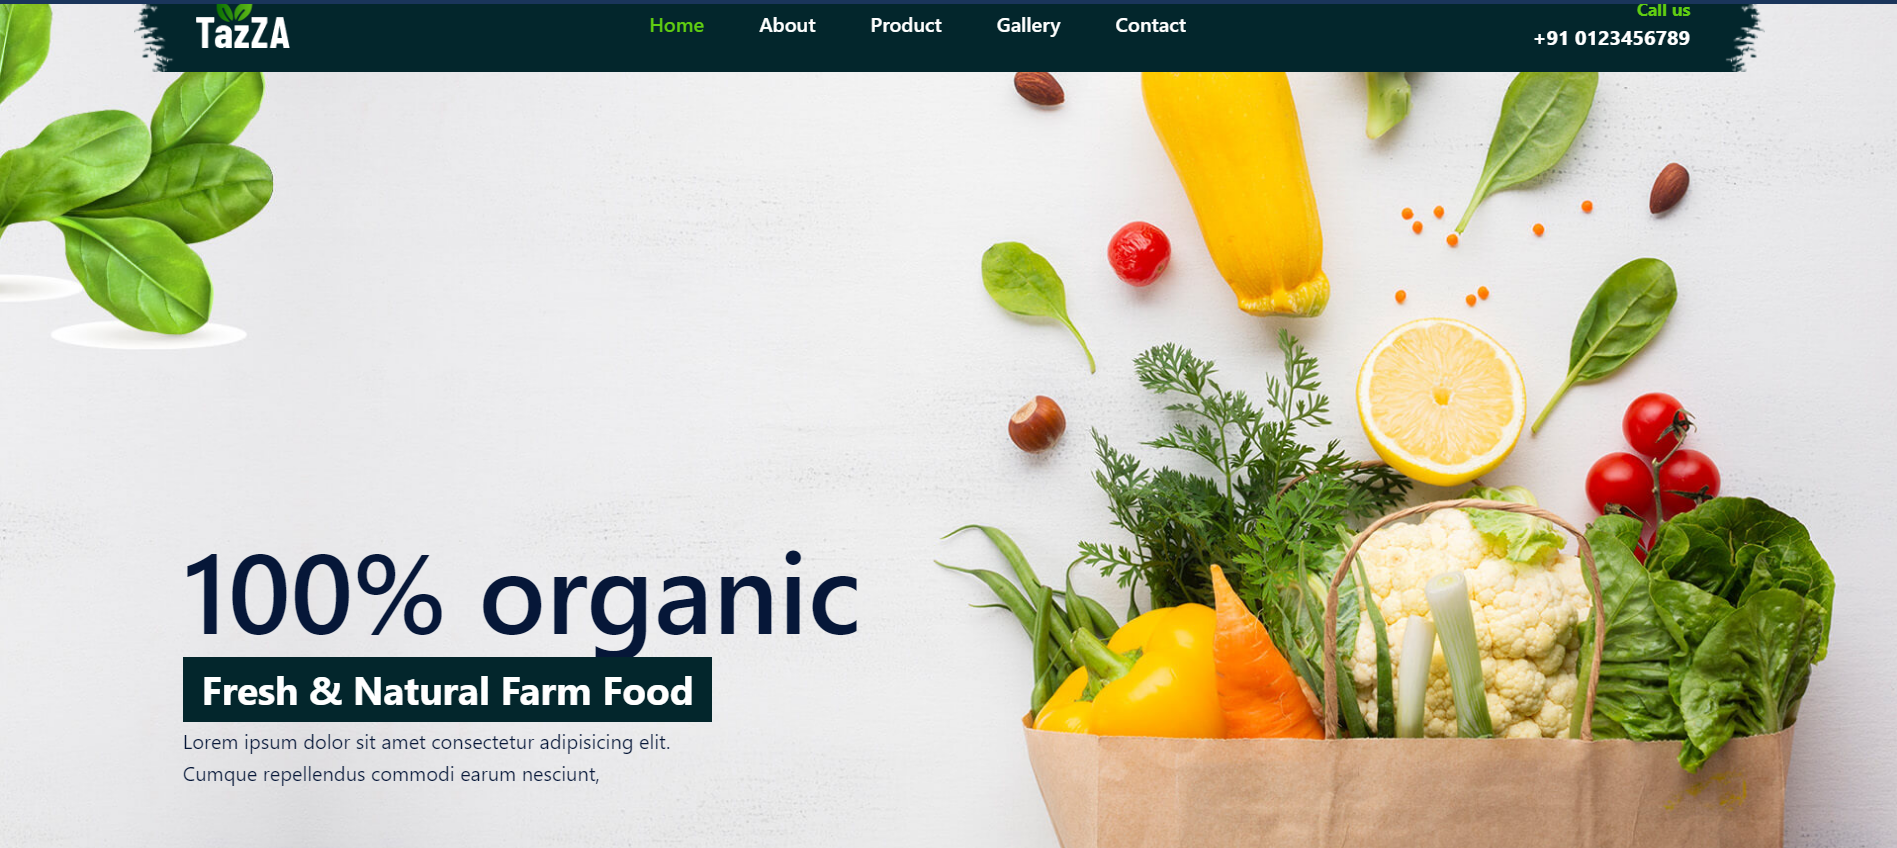 TazZA
Home About Product Gallery Contact
Call us
+91 0123456789
100% organic
Fresh & Natural Farm Food
Lorem ipsum dolor sit amet consectetur adipisicing elit.
Cumque repellendus commodi earum nesciunt,